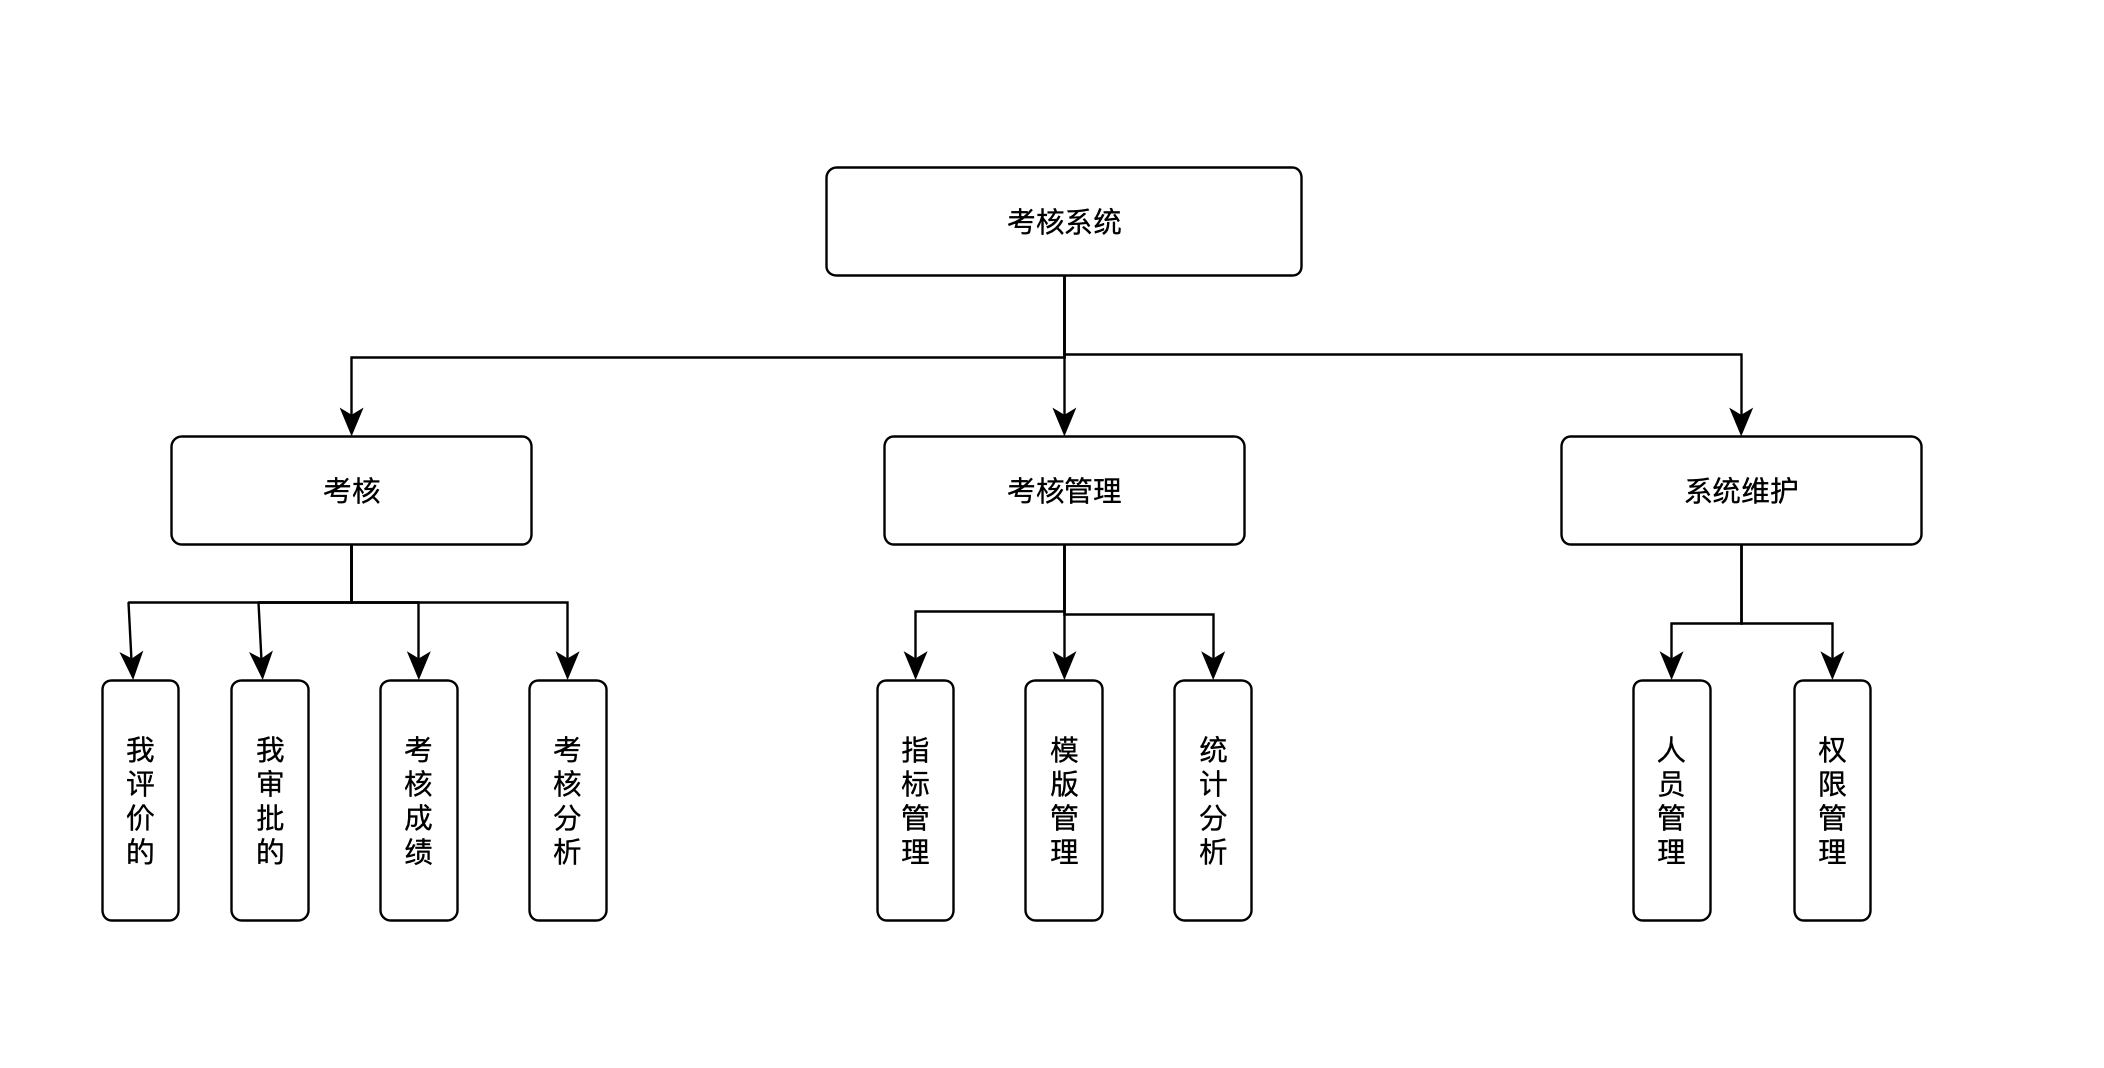 考核系统
考核
考核管理
系统维护
我评价的
我审批的
考核成绩
考核分析
指标管理
模版管理
统计分析
人员管理
权限管理